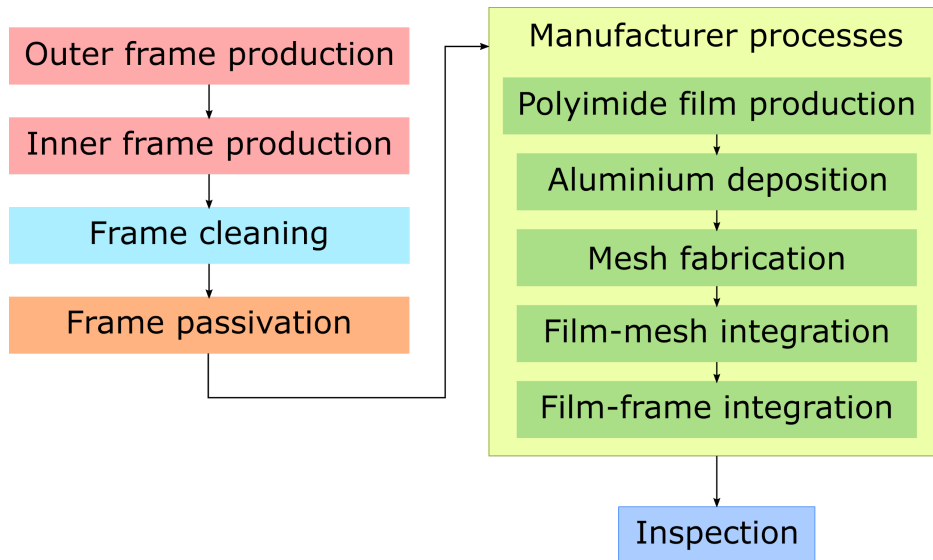 Outer frame production
Inner frame production
Frame cleaning
Frame passivation
Manufacturer processes
Polyimide film production
Aluminium deposition
Mesh fabrication
Film-mesh integration
Film-frame integration
Inspection